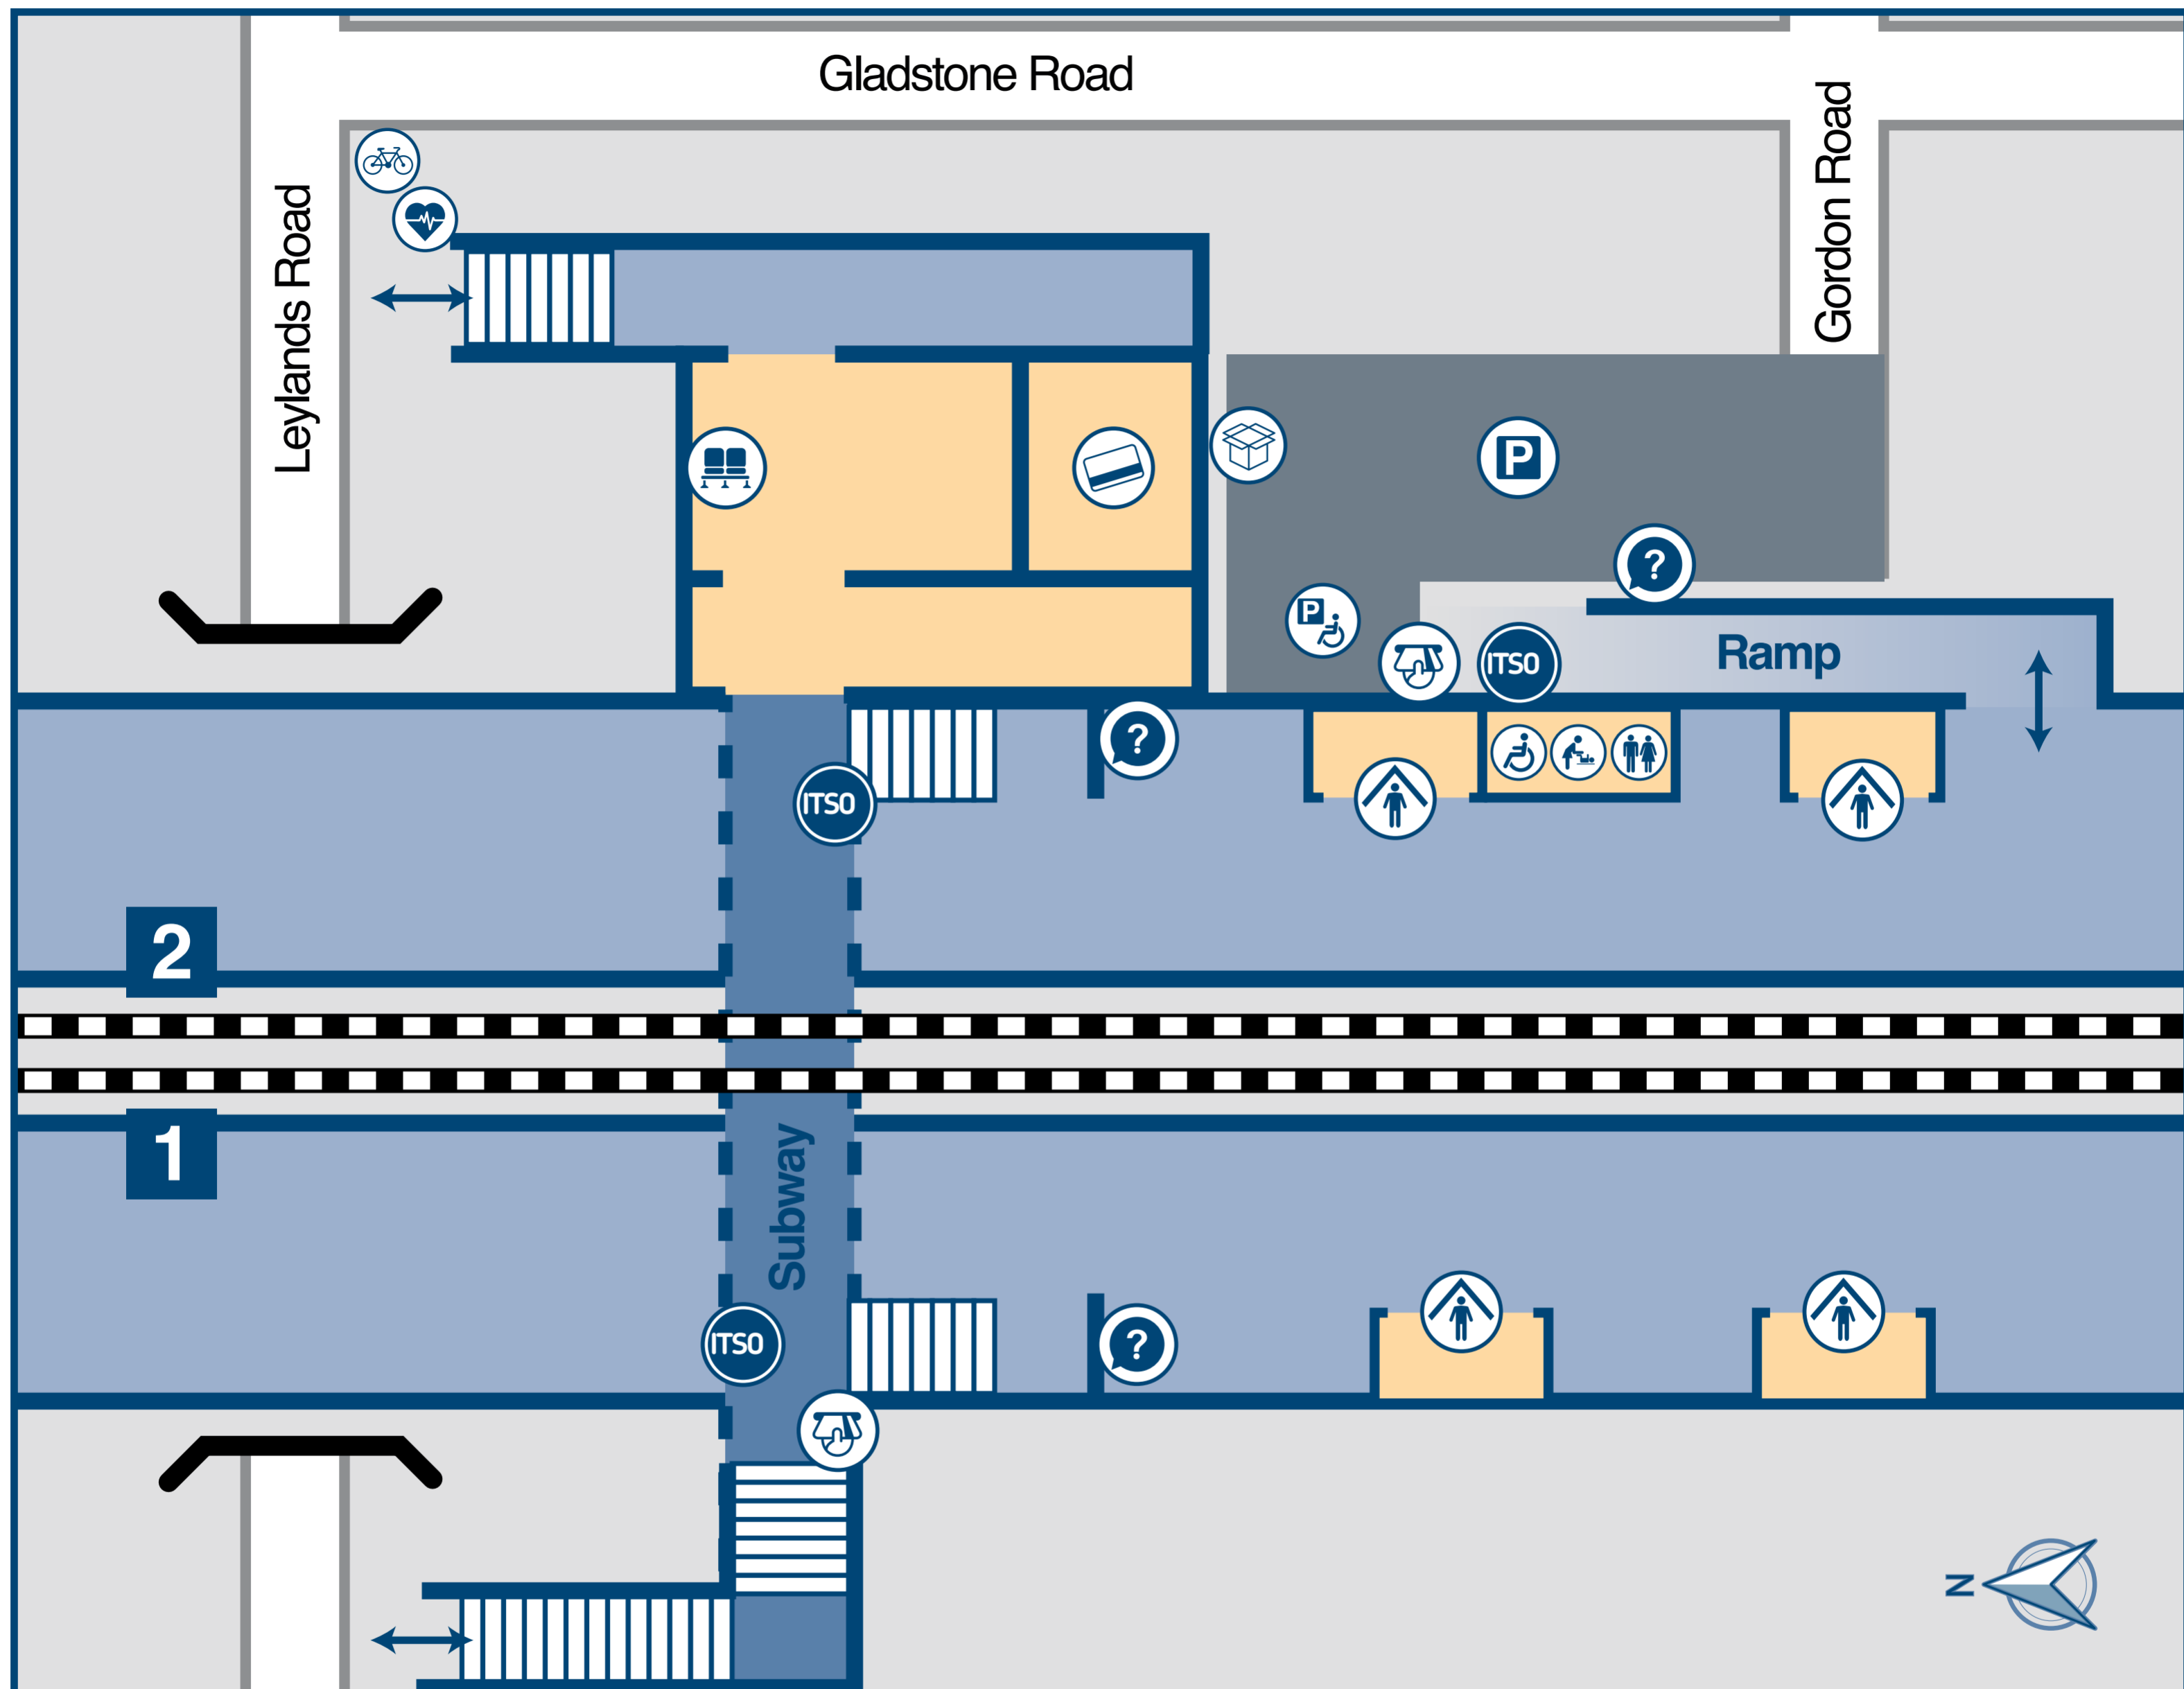 Gladstone Road
Gordon Road
Leylands Road
P
?
P
ITSO
Ramp
?
ITSO
2
1
Subway
ITSO
?
N